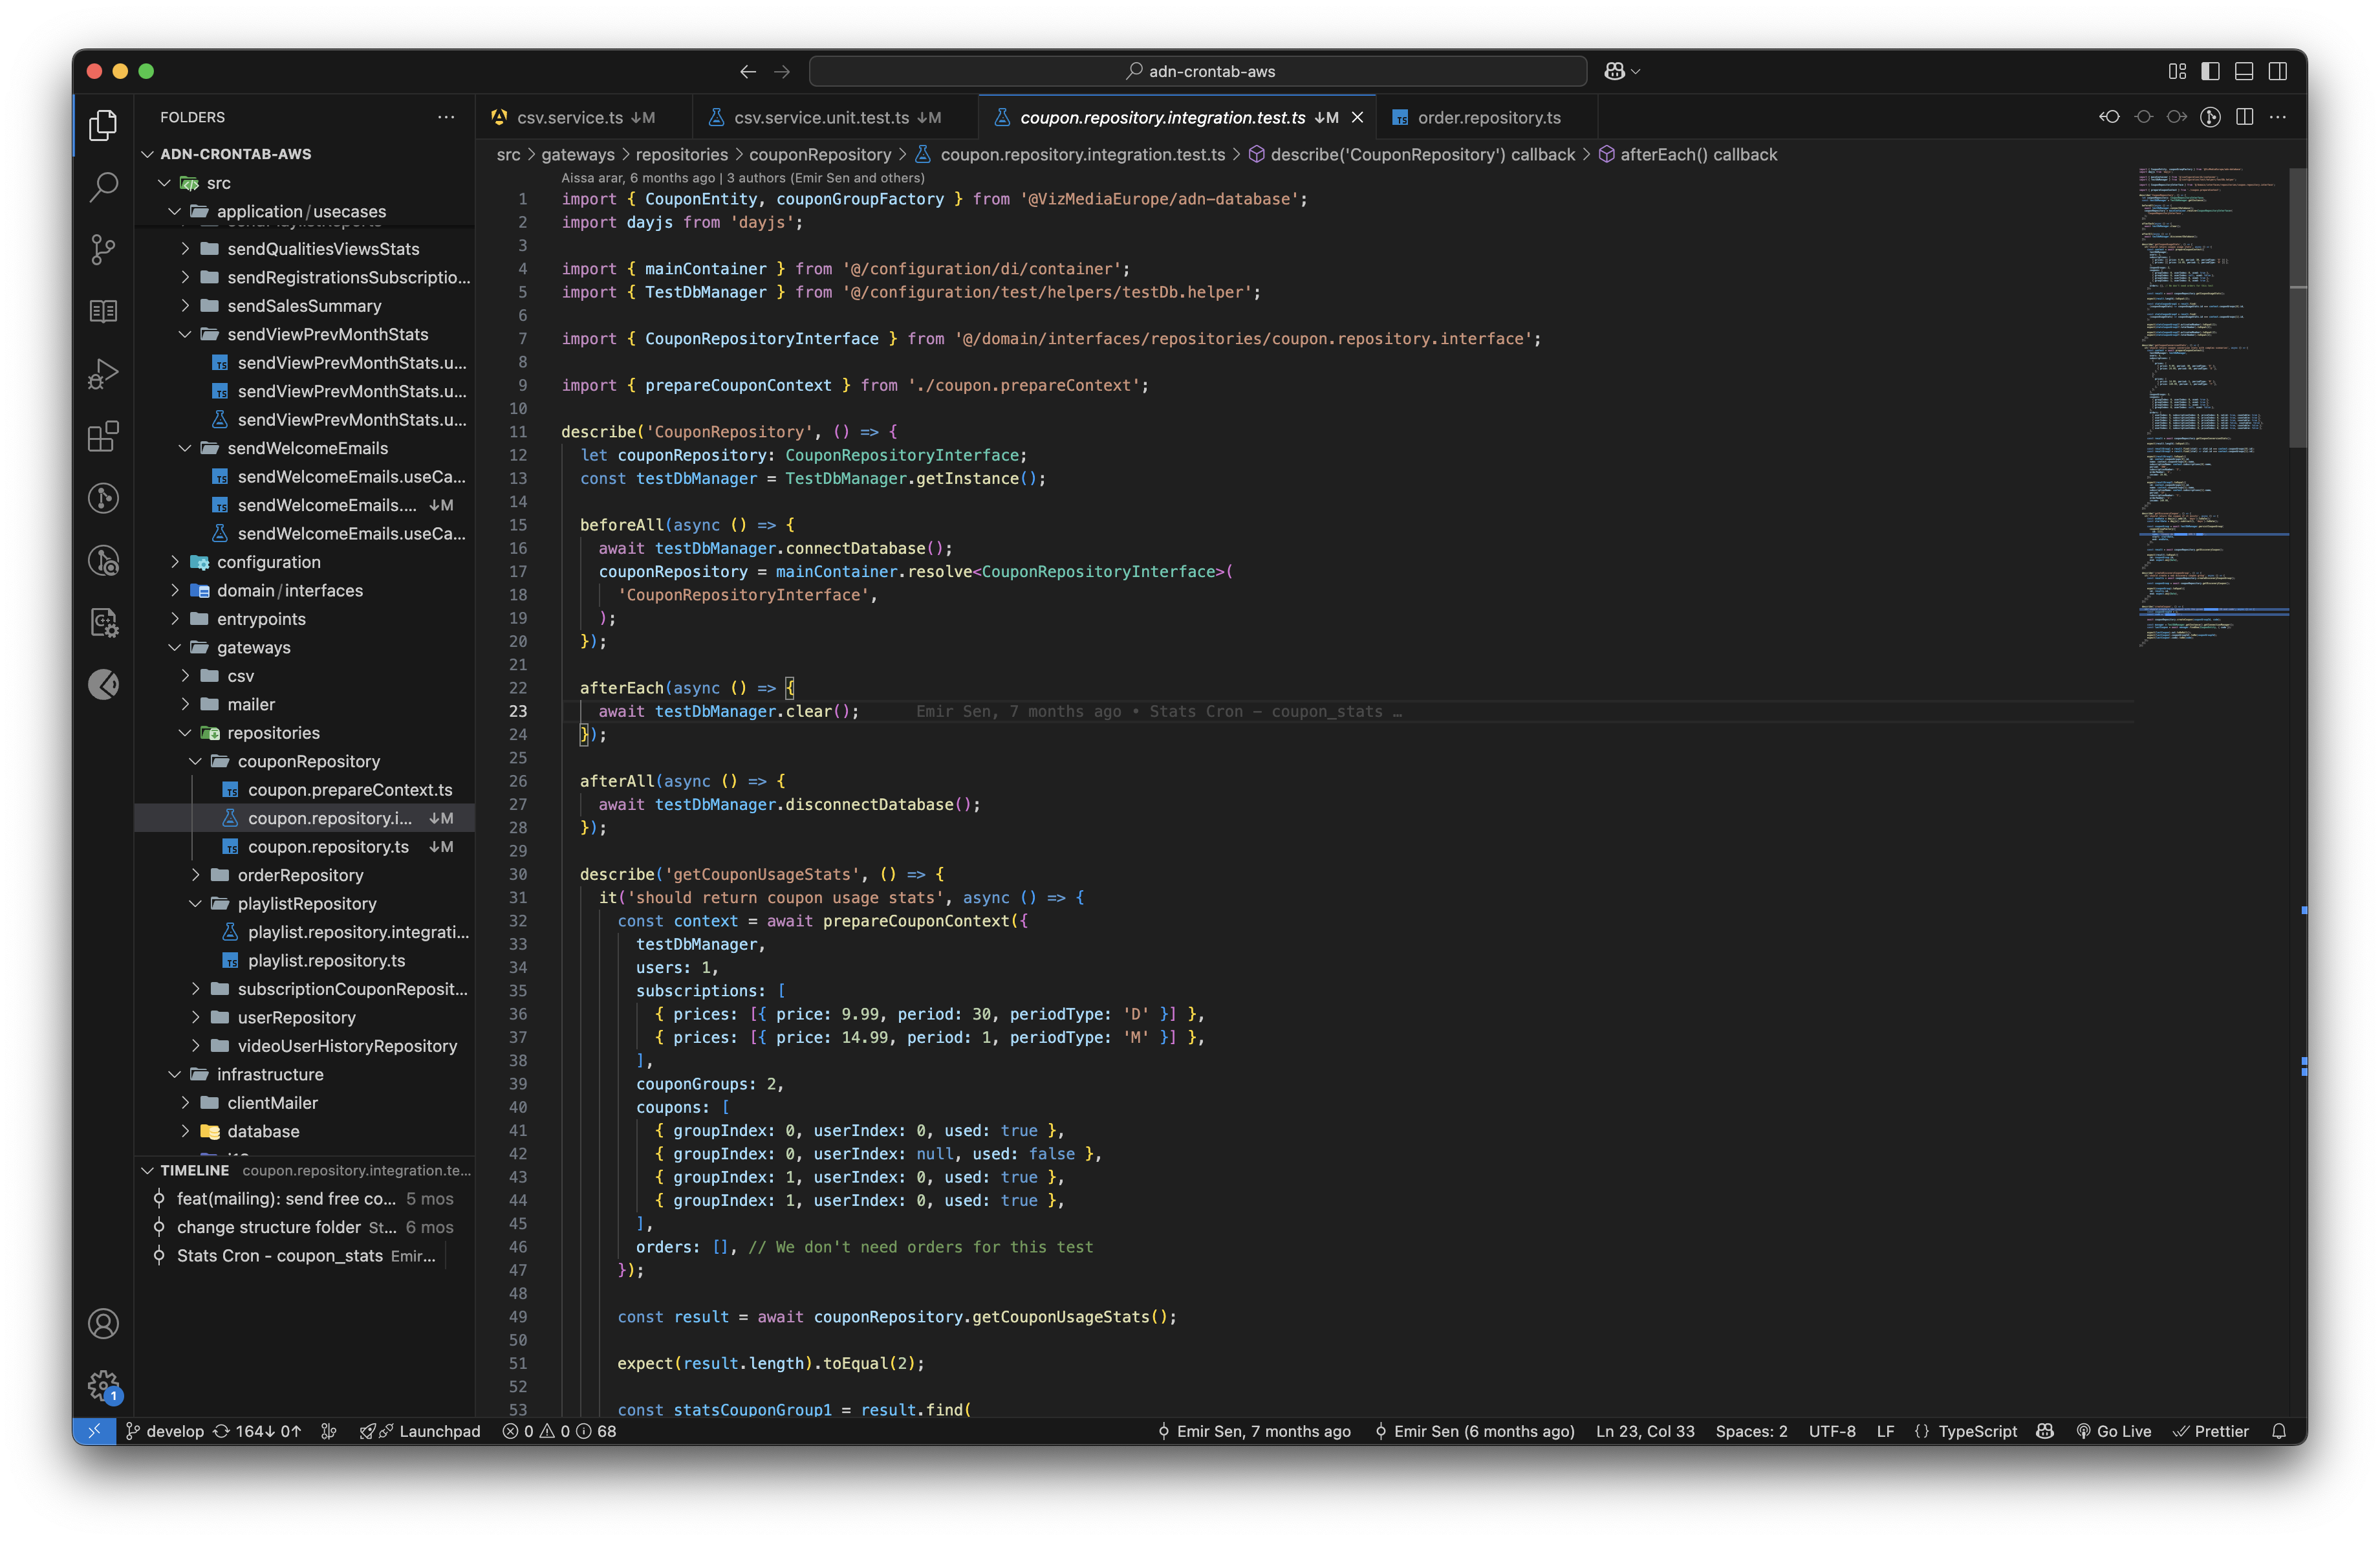 adn-crontab-aws
FOLDERS
csv.service.ts ↓M
csv.service.unit.test.ts ↓M
coupon.repository.integration.test.ts ↓M
order.repository.ts
src > gateways > repositories > couponRepository > coupon.repository.integration.test.ts > describe('CouponRepository') callback > afterEach() callback
ADN-CRONTAB-AWS
src
application/usecases
sendQualitiesViewsStats
sendRegistrationsSubscriptio...
sendSalesSummary
sendViewPrevMonthStats
sendViewPrevMonthStats.u...
sendViewPrevMonthStats.u...
sendViewPrevMonthStats.u...
sendWelcomeEmails
sendWelcomeEmails.useCa...
sendWelcomeEmails.... ↓M
sendWelcomeEmails.useCa...
configuration
domain/interfaces
entrypoints
gateways
csv
mailer
repositories
couponRepository
coupon.prepareContext.ts
coupon.repository.i... ↓M
coupon.repository.ts ↓M
orderRepository
playlistRepository
playlist.repository.integrati...
playlist.repository.ts
subscriptionCouponReposit...
userRepository
videoUserHistoryRepository
infrastructure
clientMailer
database
TIMELINE coupon.repository.integration.te...
feat(mailing): send free co... 5 mos
change structure folder St... 6 mos
Stats Cron - coupon_stats Emir...
Aissa arar, 6 months ago | 3 authors (Emir Sen and others)
1 import { CouponEntity, couponGroupFactory } from '@VizMediaEurope/adn-database';
2 import dayjs from 'dayjs';
3
4 import { mainContainer } from '@/configuration/di/container';
5 import { TestDbManager } from '@/configuration/test/helpers/testDb.helper';
6
7 import { CouponRepositoryInterface } from '@/domain/interfaces/repositories/coupon.repository.interface';
8
9 import { prepareCouponContext } from './coupon.prepareContext';
10
11 describe('CouponRepository', () => {
12 let couponRepository: CouponRepositoryInterface;
13 const testDbManager = TestDbManager.getInstance();
14
15 beforeAll(async () => {
16 await testDbManager.connectDatabase();
17 couponRepository = mainContainer.resolve<CouponRepositoryInterface>(
18 'CouponRepositoryInterface',
19 );
20 });
21
22 afterEach(async () => {
23 await testDbManager.clear(); Emir Sen, 7 months ago • Stats Cron – coupon_stats …
24 });
25
26 afterAll(async () => {
27 await testDbManager.disconnectDatabase();
28 });
29
30 describe('getCouponUsageStats', () => {
31 it('should return coupon usage stats', async () => {
32 const context = await prepareCouponContext({
33 testDbManager,
34 users: 1,
35 subscriptions: [
36 { prices: [{ price: 9.99, period: 30, periodType: 'D' }] },
37 { prices: [{ price: 14.99, period: 1, periodType: 'M' }] },
38 ],
39 couponGroups: 2,
40 coupons: [
41 { groupIndex: 0, userIndex: 0, used: true },
42 { groupIndex: 0, userIndex: null, used: false },
43 { groupIndex: 1, userIndex: 0, used: true },
44 { groupIndex: 1, userIndex: 0, used: true },
45 ],
46 orders: [], // We don't need orders for this test
47 });
48
49 const result = await couponRepository.getCouponUsageStats();
50
51 expect(result.length).toEqual(2);
52
53 const statsCouponGroup1 = result.find(
1
develop 164↓ 0↑ Launchpad 0 0 68
Emir Sen, 7 months ago Emir Sen (6 months ago) Ln 23, Col 33 Spaces: 2 UTF-8 LF {} TypeScript Go Live Prettier